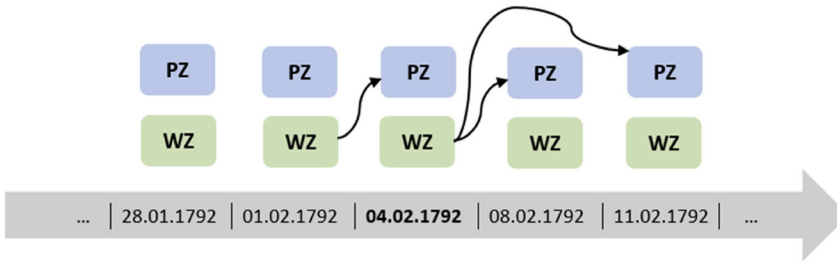 PZ PZ PZ PZ PZ
WZ WZ WZ WZ WZ
... | 28.01.1792 | 01.02.1792 | 04.02.1792 | 08.02.1792 | 11.02.1792 | ...